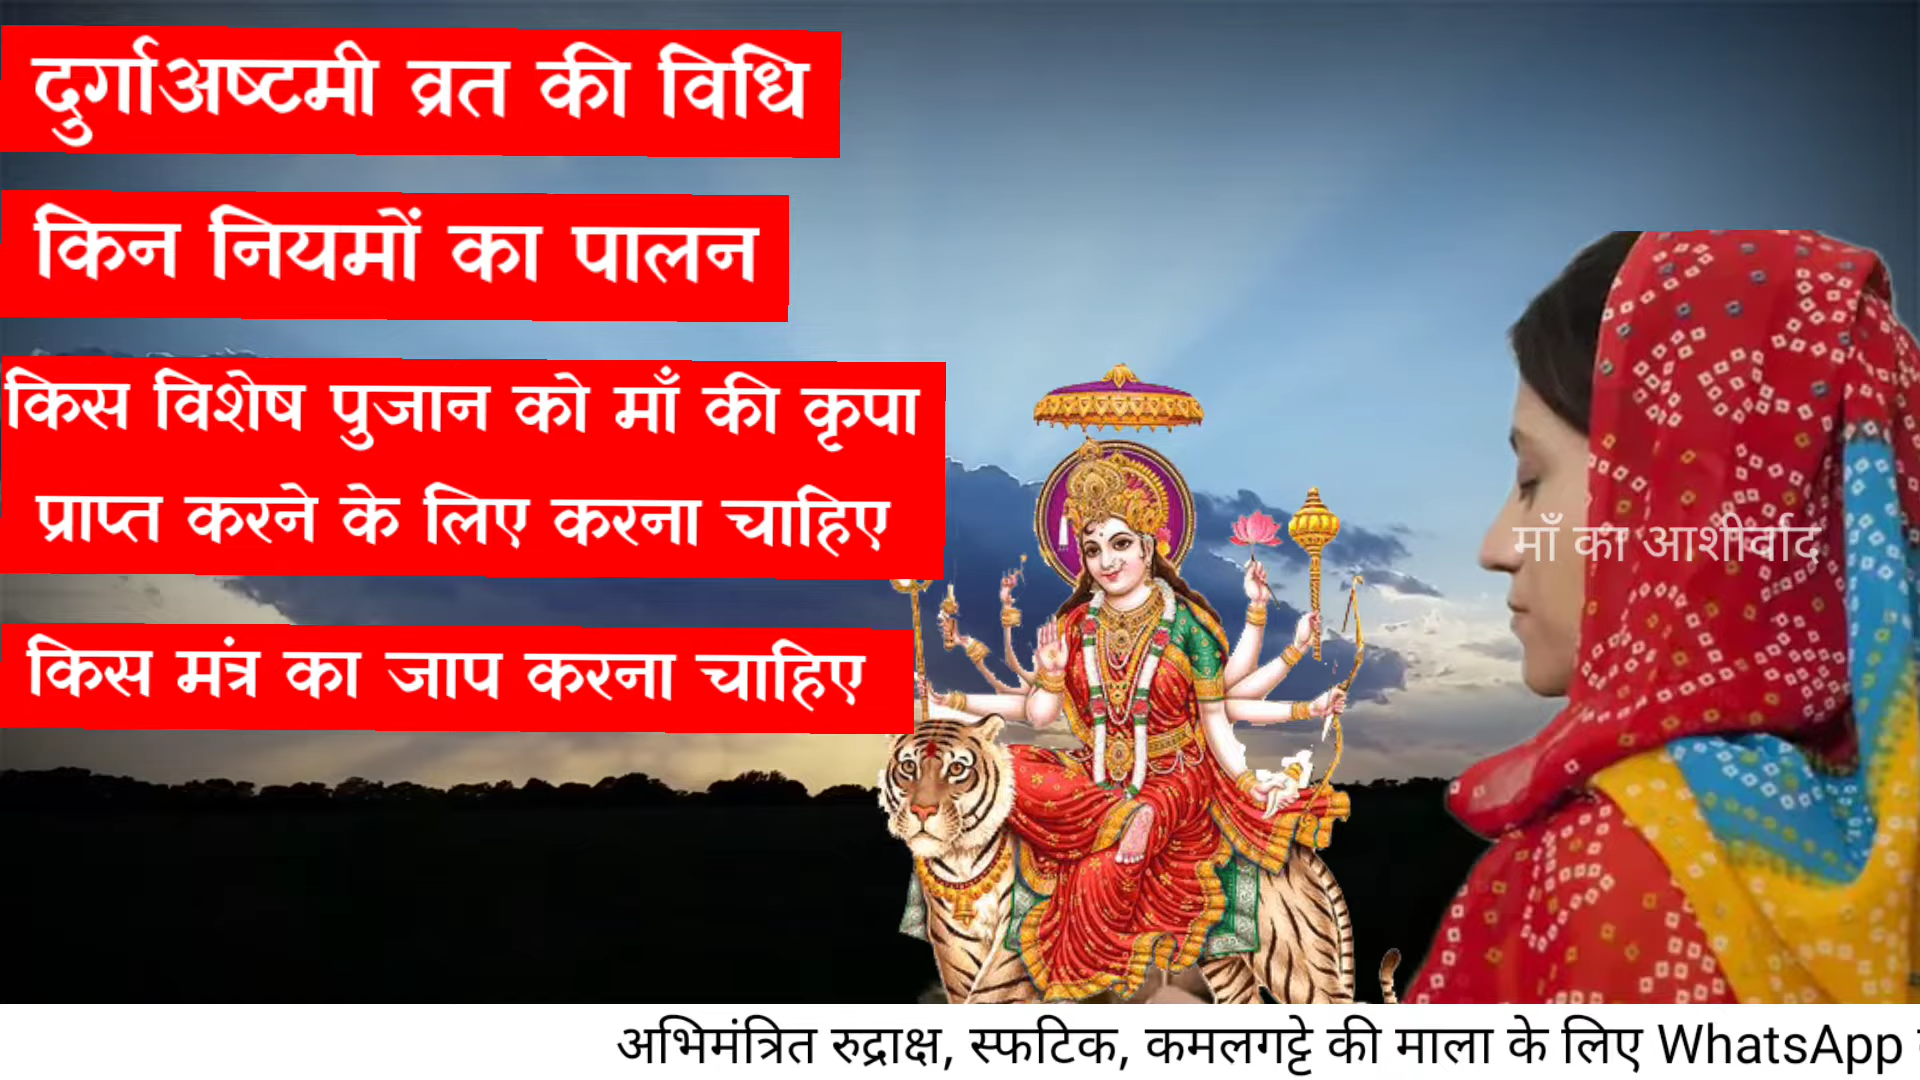 दुर्गाअष्टमी व्रत की विधि
किन नियमों का पालन
किस विशेष पुजान को माँ की कृपा
प्राप्त करने के लिए करना चाहिए
किस मंत्र का जाप करना चाहिए
माँ का आशीर्वाद
अभिमंत्रित रुद्राक्ष, स्फटिक, कमलगट्टे की माला के लिए WhatsApp